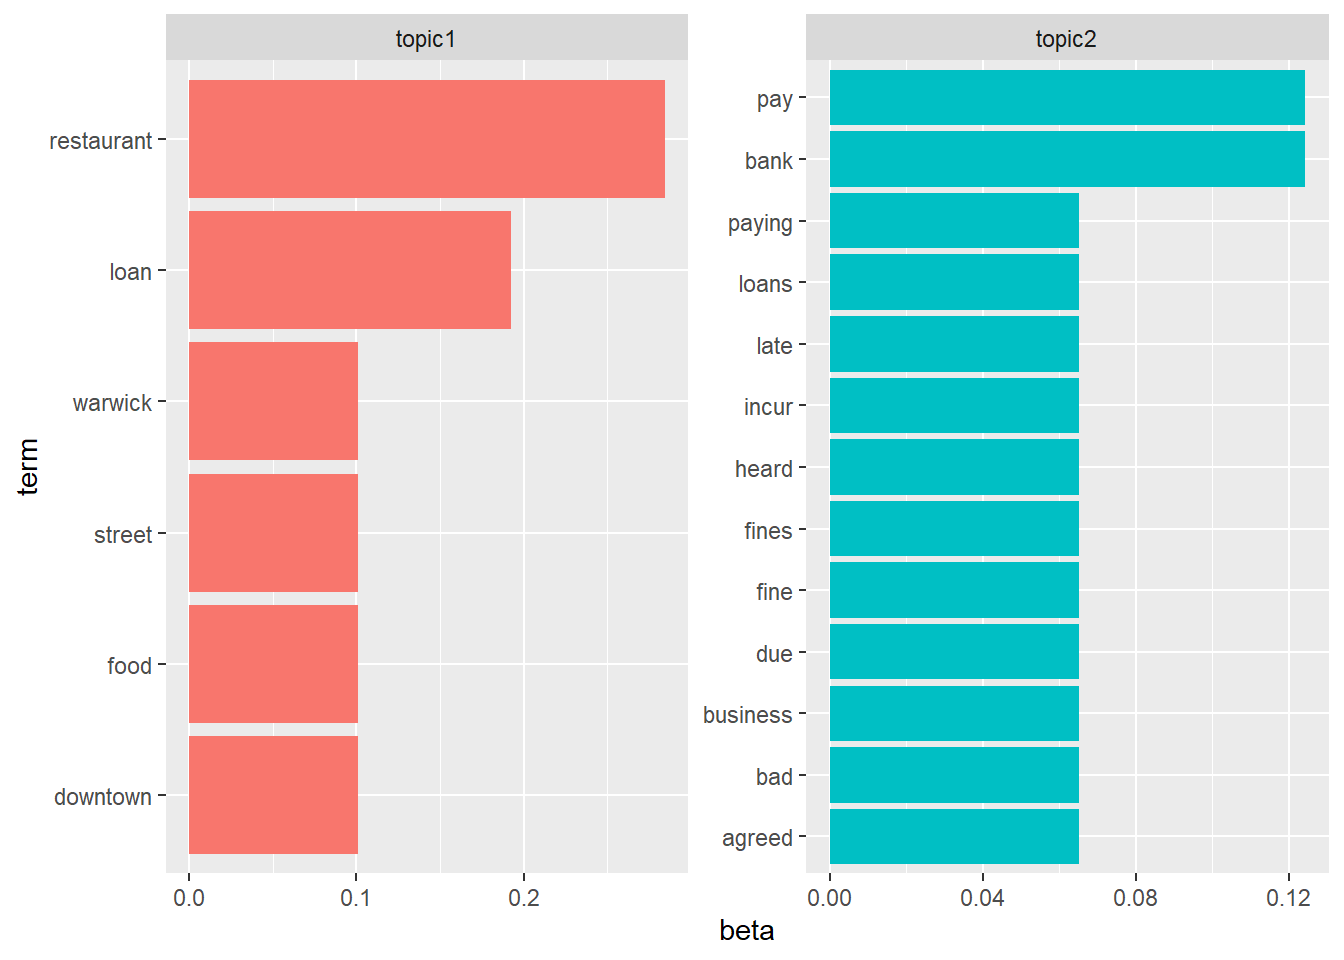 topic1
topic2
term
restaurant
loan
warwick
street
food
downtown
0.0
0.1
0.2
pay
bank
paying
loans
late
incur
heard
fines
fine
due
business
bad
agreed
0.00
0.04
0.08
0.12
beta